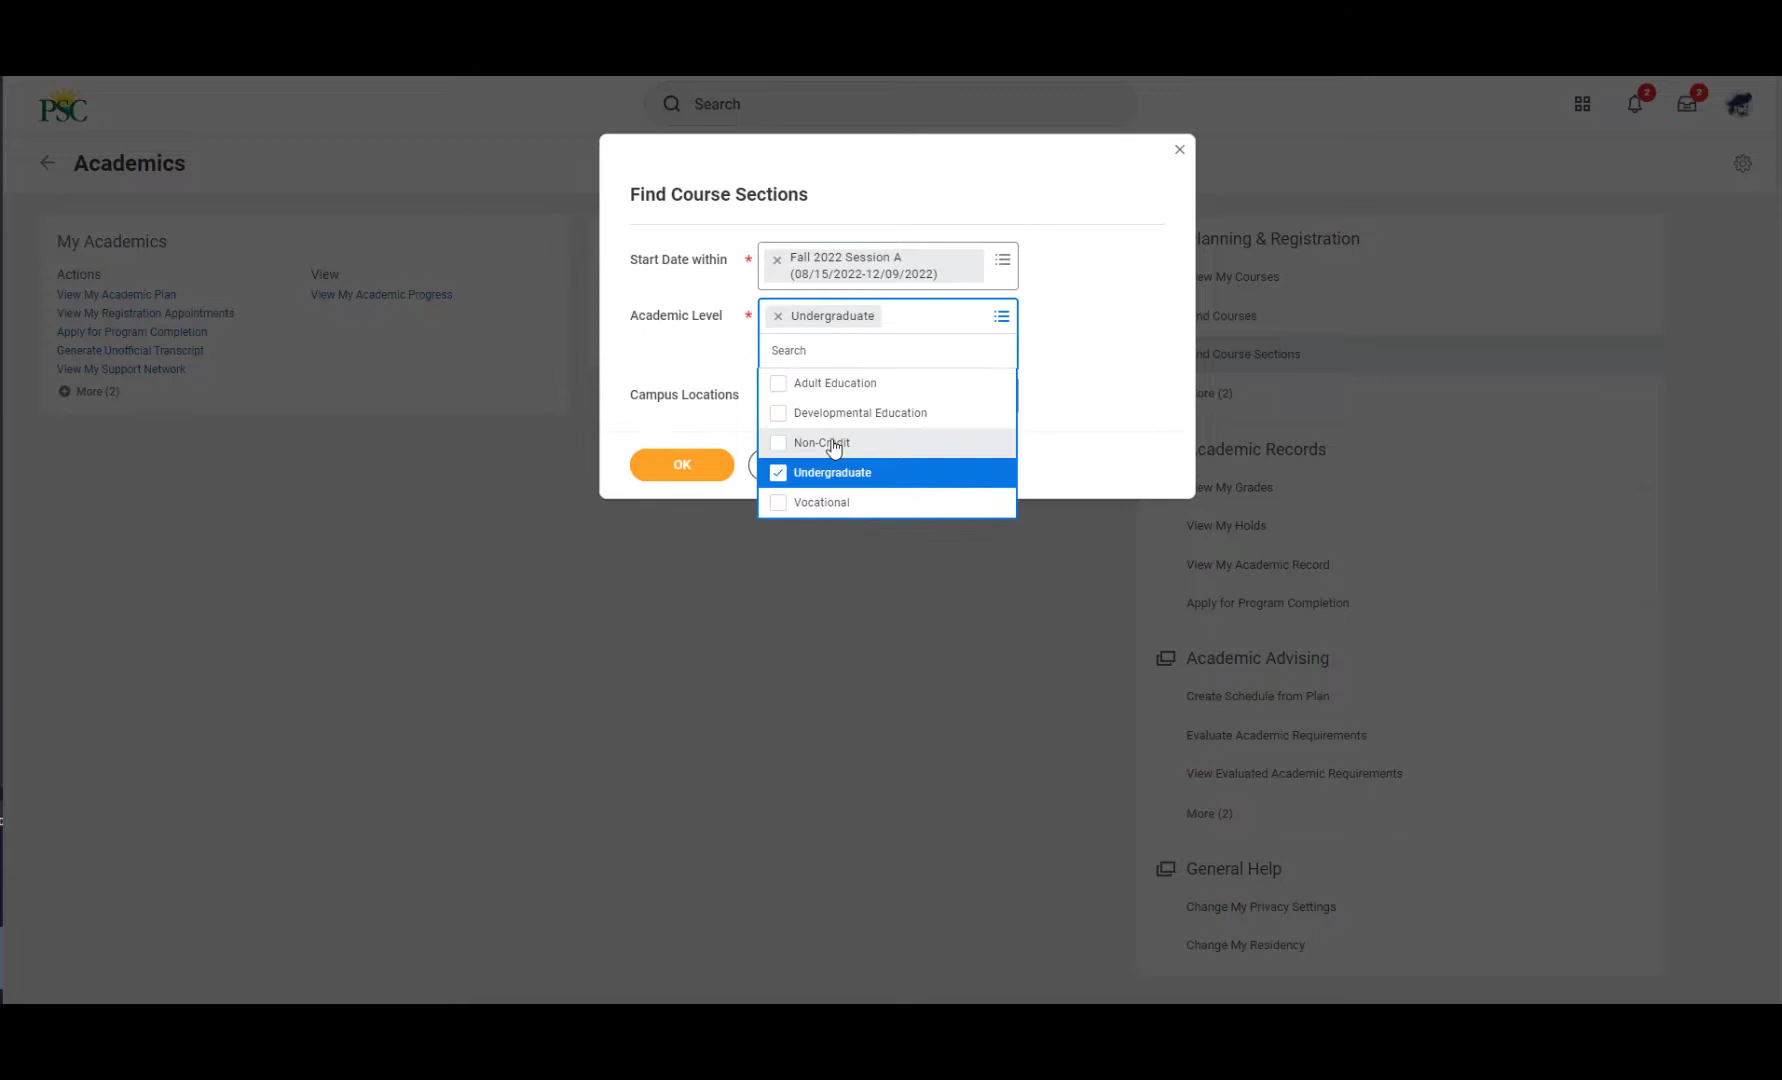 PSC
Search
2
2
Academics
My Academics
Actions
View
View My Academic Plan
View My Academic Progress
View My Registration Appointments
Apply for Program Completion
Generate Unofficial Transcript
View My Support Network
More (2)
Find Course Sections
Start Date within *
Fall 2022 Session A
(08/15/2022-12/09/2022)
Academic Level *
Undergraduate
Search
Adult Education
Developmental Education
Non-Credit
Undergraduate
Vocational
Campus Locations
OK
lanning & Registration
ew My Courses
nd Courses
nd Course Sections
ore (2)
cademic Records
ew My Grades
View My Holds
View My Academic Record
Apply for Program Completion
Academic Advising
Create Schedule from Plan
Evaluate Academic Requirements
View Evaluated Academic Requirements
More (2)
General Help
Change My Privacy Settings
Change My Residency